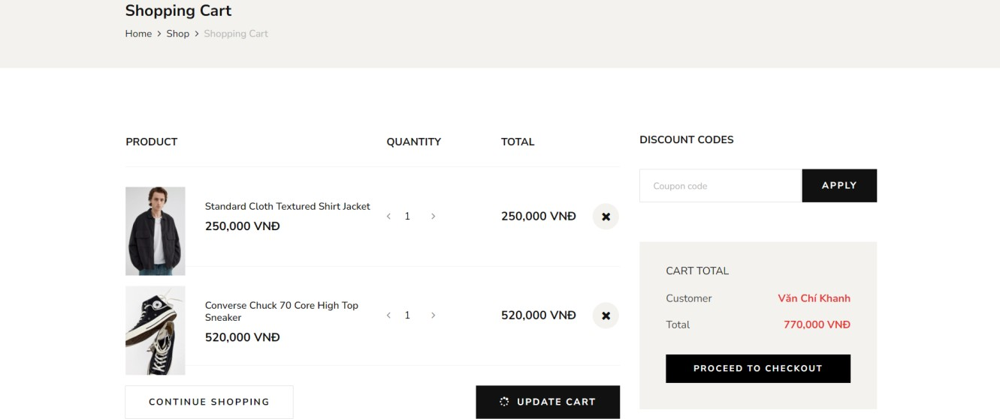 Shopping Cart
Home > Shop > Shopping Cart
PRODUCT QUANTITY TOTAL
Standard Cloth Textured Shirt Jacket
250,000 VNĐ
< 1 >
250,000 VNĐ
Converse Chuck 70 Core High Top
Sneaker
520,000 VNĐ
< 1 >
520,000 VNĐ
CONTINUE SHOPPING
UPDATE CART
DISCOUNT CODES
Coupon code
APPLY
CART TOTAL
Customer Văn Chí Khanh
Total 770,000 VNĐ
PROCEED TO CHECKOUT